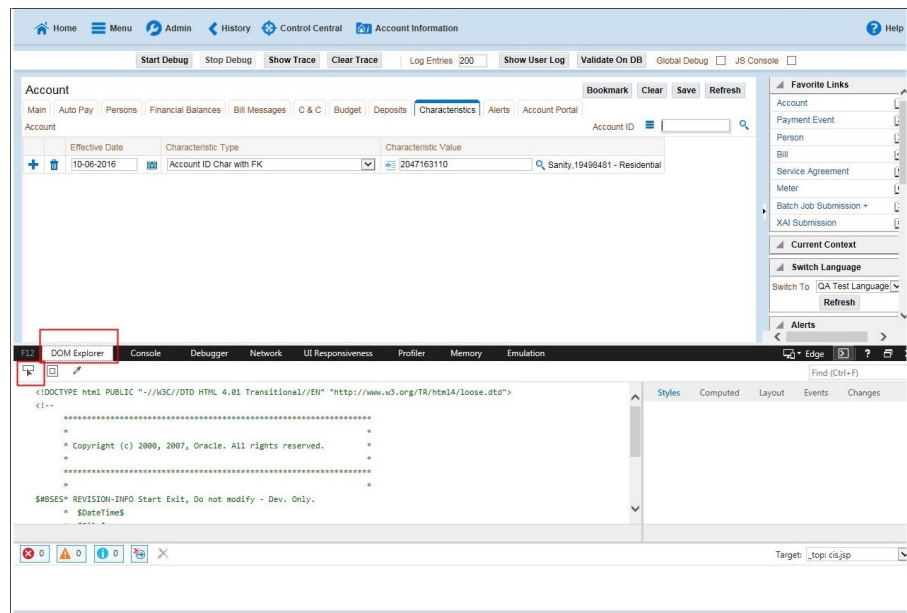 Home Menu Admin History Control Central Account Information Help
Start Debug Stop Debug Show Trace Clear Trace Log Entries 200 Show User Log Validate On DB Global Debug JS Console
Account Bookmark Clear Save Refresh
Main Auto Pay Persons Financial Balances Bill Messages C & C Budget Deposits Characteristics Alerts Account Portal
Account Account ID
Effective Date Characteristic Type Characteristic Value
10-06-2016 Account ID Char with FK 2047163110 Sanity,19498481 - Residential
Favorite Links
Account
Payment Event
Person
Bill
Service Agreement
Meter
Batch Job Submission +
XAI Submission
Current Context
Switch Language
Switch To QA Test Language
Refresh
Alerts
F12 DOM Explorer Console Debugger Network UI Responsiveness Profiler Memory Emulation Edge ?
Find (Ctrl+F)
<!DOCTYPE html PUBLIC "-//W3C//DTD HTML 4.01 Transitional//EN" "http://www.w3.org/TR/html4/loose.dtd">
<!--
* Copyright (c) 2000, 2007, Oracle. All rights reserved. *
$#BSES* REVISION-INFO Start Exit, Do not modify - Dev. Only.
* $DateTime$
Styles Computed Layout Events Changes
0 0 0
Target: _top: cis.jsp